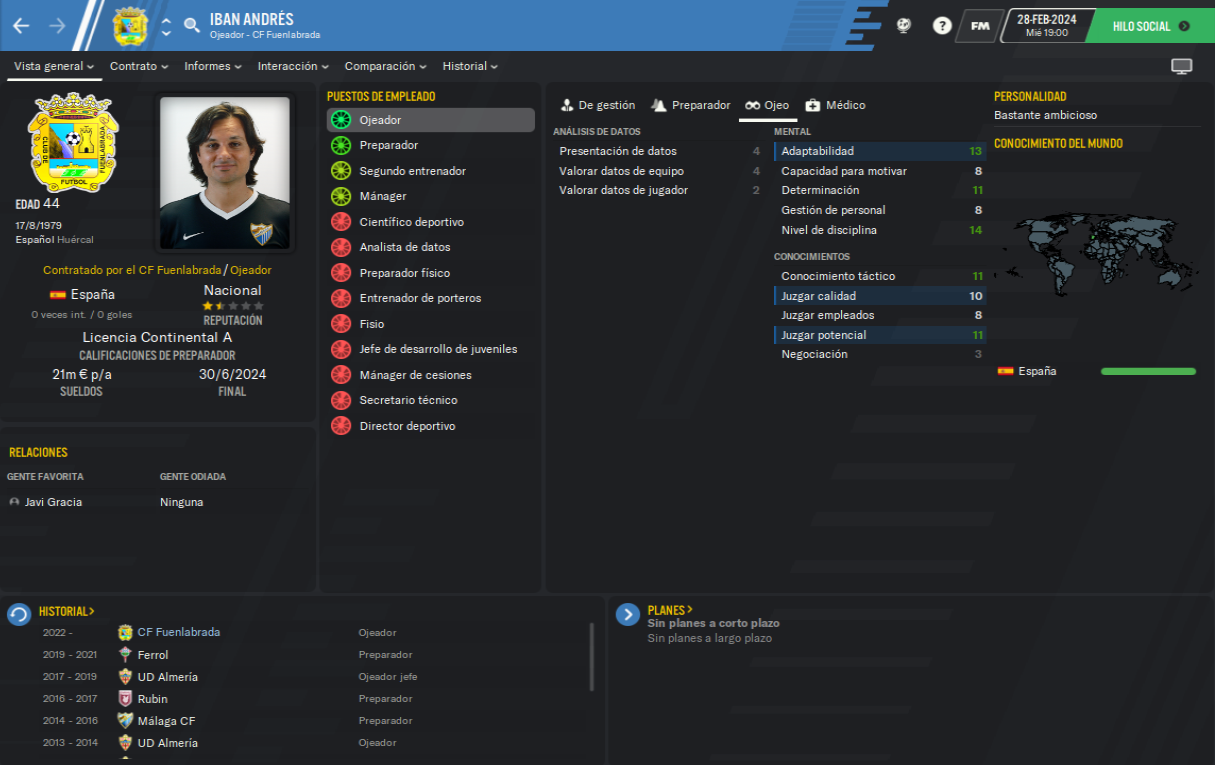 IBAN ANDRÉS
Ojeador - CF Fuenlabrada
?
FM
28-FEB-2024
Mié 19:00
HILO SOCIAL
Vista general
Contrato
Informes
Interacción
Comparación
Historial
CLUB DE
FUENLABRADA
FUTBOL
EDAD 44
17/8/1979
Español Huércal
Contratado por el CF Fuenlabrada / Ojeador
España
0 veces int. / 0 goles
Nacional
REPUTACIÓN
Licencia Continental A
CALIFICACIONES DE PREPARADOR
21m € p/a
SUELDOS
30/6/2024
FINAL
RELACIONES
GENTE FAVORITA
GENTE ODIADA
Javi Gracia
Ninguna
PUESTOS DE EMPLEADO
Ojeador
Preparador
Segundo entrenador
Mánager
Científico deportivo
Analista de datos
Preparador físico
Entrenador de porteros
Fisio
Jefe de desarrollo de juveniles
Mánager de cesiones
Secretario técnico
Director deportivo
De gestión
Preparador
Ojeo
Médico
ANÁLISIS DE DATOS
Presentación de datos 4
Valorar datos de equipo 4
Valorar datos de jugador 2
MENTAL
Adaptabilidad 13
Capacidad para motivar 8
Determinación 11
Gestión de personal 8
Nivel de disciplina 14
CONOCIMIENTOS
Conocimiento táctico 11
Juzgar calidad 10
Juzgar empleados 8
Juzgar potencial 11
Negociación 3
PERSONALIDAD
Bastante ambicioso
CONOCIMIENTO DEL MUNDO
España
HISTORIAL >
2022 - CF Fuenlabrada Ojeador
2019 - 2021 Ferrol Preparador
2017 - 2019 UD Almería Ojeador jefe
2016 - 2017 Rubin Preparador
2014 - 2016 Málaga CF Preparador
2013 - 2014 UD Almería Ojeador
PLANES >
Sin planes a corto plazo
Sin planes a largo plazo